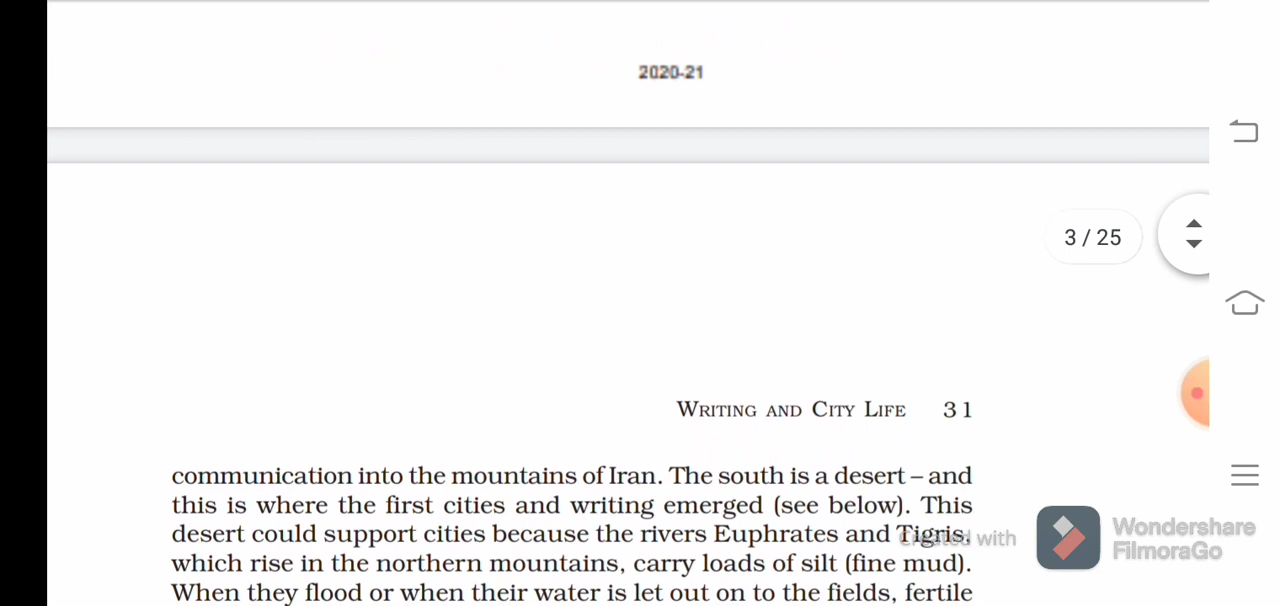 2020-21
3 / 25
WRITING AND CITY LIFE 31
communication into the mountains of Iran. The south is a desert – and
this is where the first cities and writing emerged (see below). This
desert could support cities because the rivers Euphrates and Tigris,
which rise in the northern mountains, carry loads of silt (fine mud).
When they flood or when their water is let out on to the fields, fertile
Created with
Wondershare
FilmoraGo